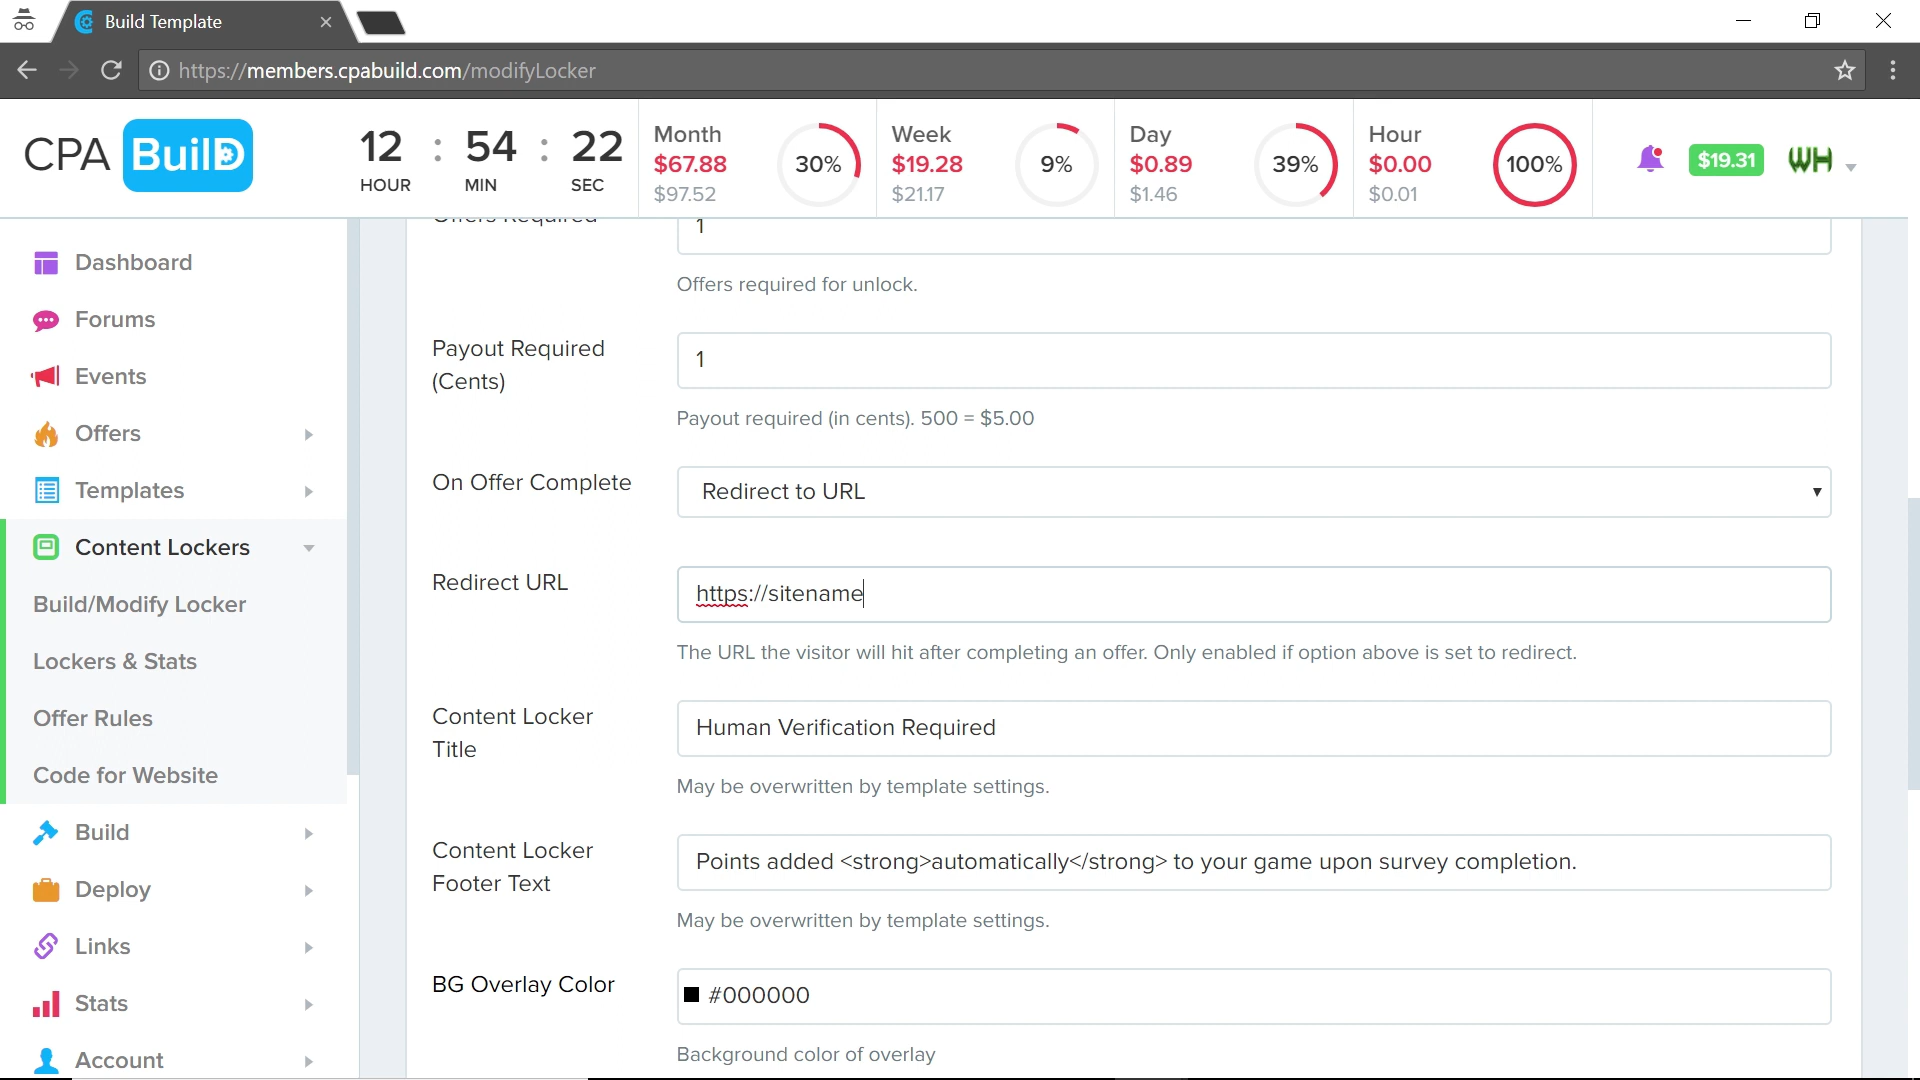 Build Template
https://members.cpabuild.com/modifyLocker
CPA BuilD
12 : 54 : 22
HOUR MIN SEC
Month
$67.88
$97.52
30%
Week
$19.28
$21.17
9%
Day
$0.89
$1.46
39%
Hour
$0.00
$0.01
100%
$19.31
WH
Dashboard
Forums
Events
Offers
Templates
Content Lockers
Build/Modify Locker
Lockers & Stats
Offer Rules
Code for Website
Build
Deploy
Links
Stats
Account
Offers Required
1
Offers required for unlock.
Payout Required
(Cents)
1
Payout required (in cents). 500 = $5.00
On Offer Complete
Redirect to URL
Redirect URL
https://sitename
The URL the visitor will hit after completing an offer. Only enabled if option above is set to redirect.
Content Locker
Title
Human Verification Required
May be overwritten by template settings.
Content Locker
Footer Text
Points added <strong>automatically</strong> to your game upon survey completion.
May be overwritten by template settings.
BG Overlay Color
#000000
Background color of overlay